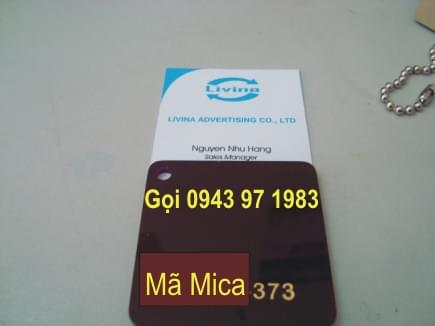 Livina
LIVINA ADVERTISING CO., LTD
Nguyen Nhu Hang
Sales Manager
Gọi 0943 97 1983
Mã Mica 373